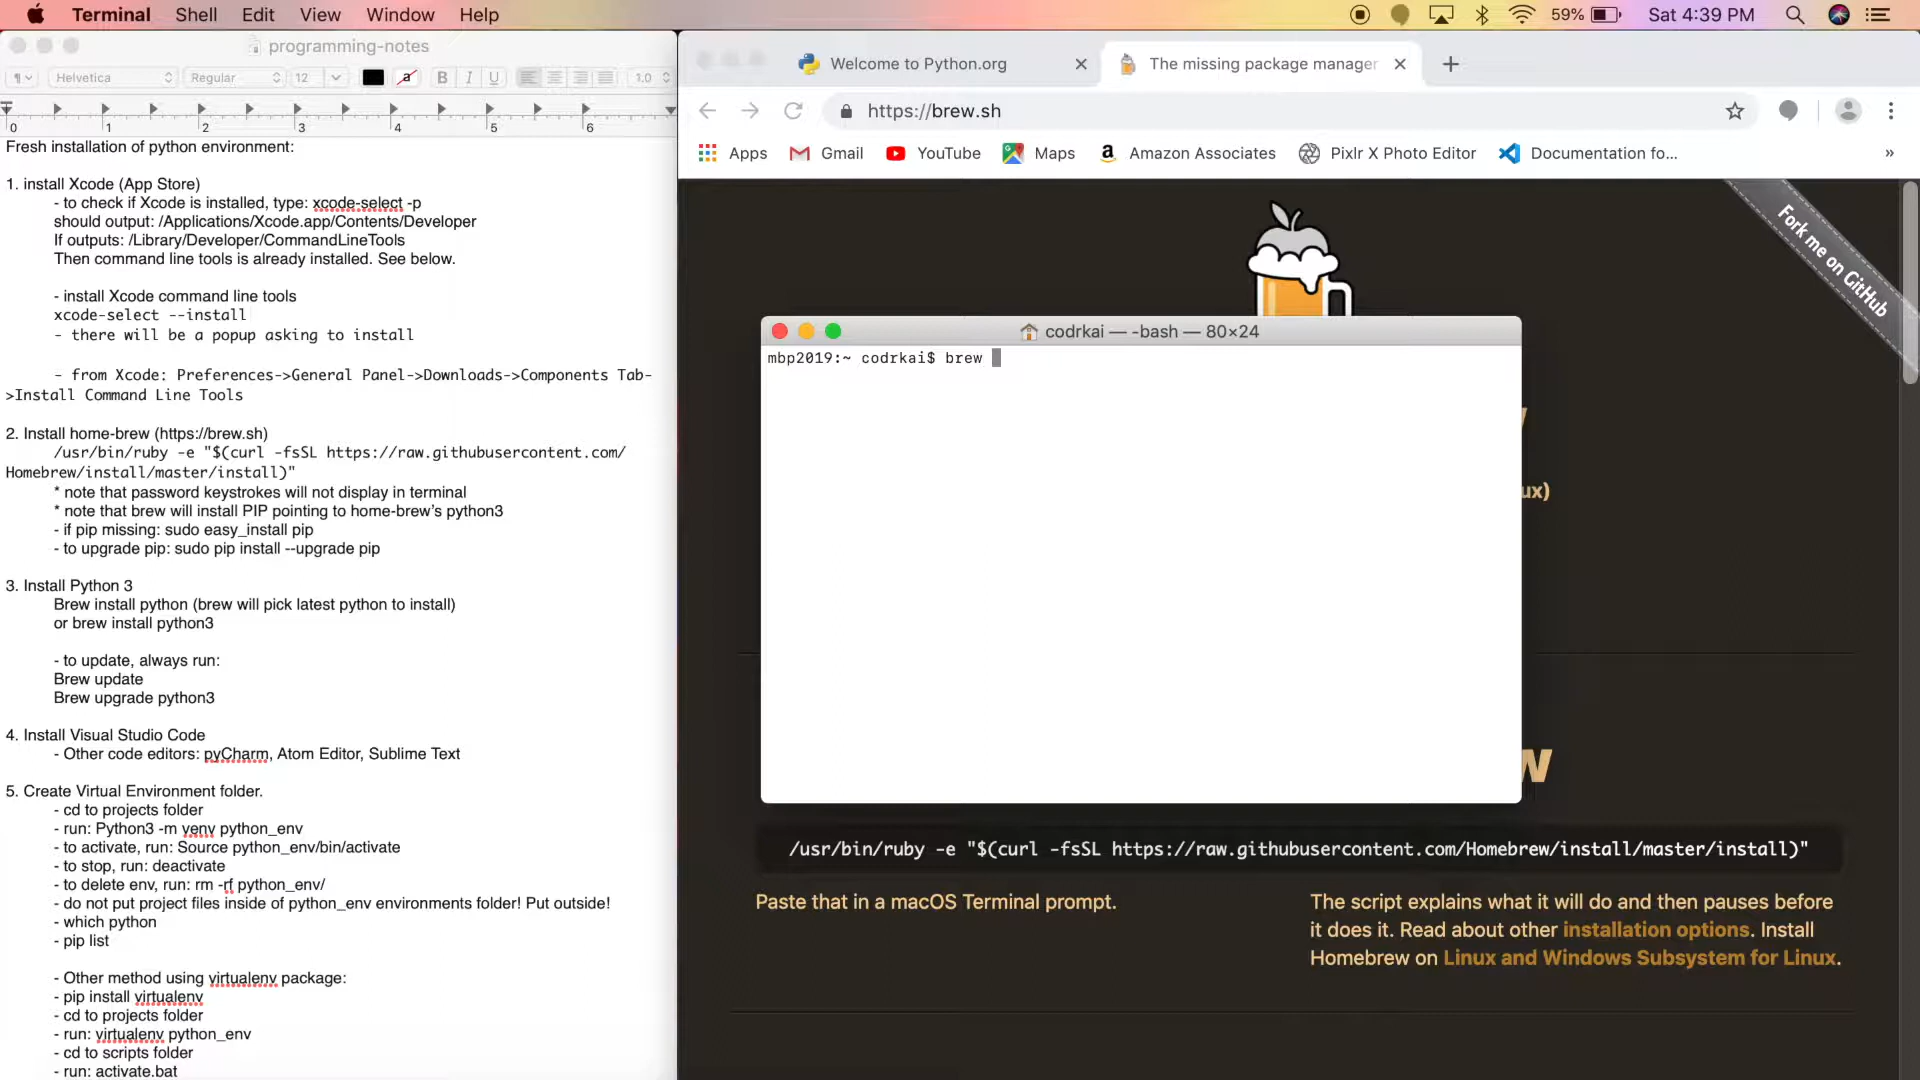 Terminal Shell Edit View Window Help 59% Sat 4:39 PM
programming-notes
Helvetica Regular 12 a B I U 1.0
0 1 2 3 4 5 6
Fresh installation of python environment:
1. install Xcode (App Store)
- to check if Xcode is installed, type: xcode-select -p
should output: /Applications/Xcode.app/Contents/Developer
If outputs: /Library/Developer/CommandLineTools
Then command line tools is already installed. See below.
- install Xcode command line tools
xcode-select --install
- there will be a popup asking to install
- from Xcode: Preferences->General Panel->Downloads->Components Tab-
>Install Command Line Tools
2. Install home-brew (https://brew.sh)
/usr/bin/ruby -e "$(curl -fsSL https://raw.githubusercontent.com/
Homebrew/install/master/install)"
* note that password keystrokes will not display in terminal
* note that brew will install PIP pointing to home-brew's python3
- if pip missing: sudo easy_install pip
- to upgrade pip: sudo pip install --upgrade pip
3. Install Python 3
Brew install python (brew will pick latest python to install)
or brew install python3
- to update, always run:
Brew update
Brew upgrade python3
4. Install Visual Studio Code
- Other code editors: pyCharm, Atom Editor, Sublime Text
5. Create Virtual Environment folder.
- cd to projects folder
- run: Python3 -m venv python_env
- to activate, run: Source python_env/bin/activate
- to stop, run: deactivate
- to delete env, run: rm -rf python_env/
- do not put project files inside of python_env environments folder! Put outside!
- which python
- pip list
- Other method using virtualenv package:
- pip install virtualenv
- cd to projects folder
- run: virtualenv python_env
- cd to scripts folder
- run: activate.bat
Welcome to Python.org
The missing package manager
https://brew.sh
Apps Gmail YouTube Maps Amazon Associates Pixlr X Photo Editor Documentation fo... »
Fork me on GitHub
codrkai — -bash — 80×24
mbp2019:~ codrkai$ brew
ux)
w
/usr/bin/ruby -e "$(curl -fsSL https://raw.githubusercontent.com/Homebrew/install/master/install)"
Paste that in a macOS Terminal prompt.
The script explains what it will do and then pauses before
it does it. Read about other installation options. Install
Homebrew on Linux and Windows Subsystem for Linux.